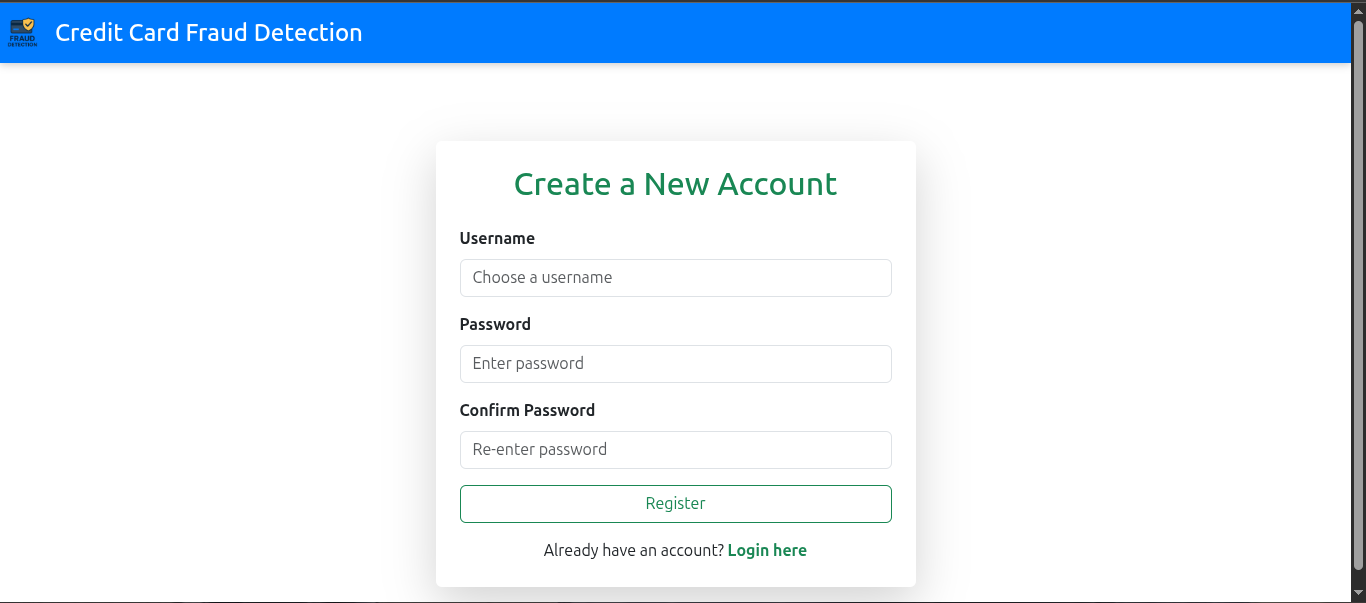 FRAUD
DETECTION
Credit Card Fraud Detection
Create a New Account
Username
Choose a username
Password
Enter password
Confirm Password
Re-enter password
Register
Already have an account? Login here